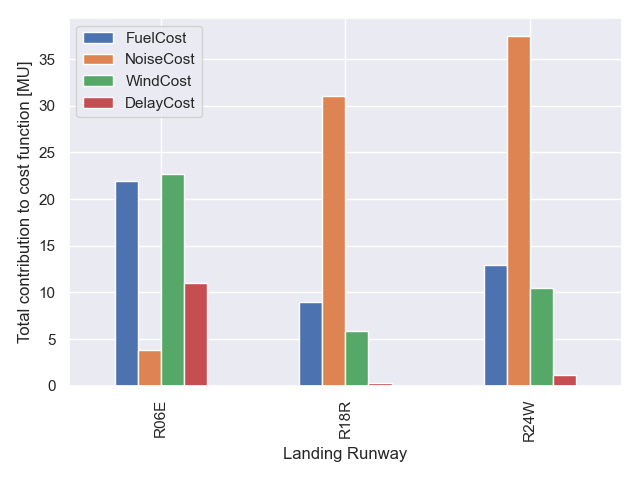 FuelCost
NoiseCost
WindCost
DelayCost
Total contribution to cost function [MU]
35
30
25
20
15
10
5
0
R06E
R18R
R24W
Landing Runway